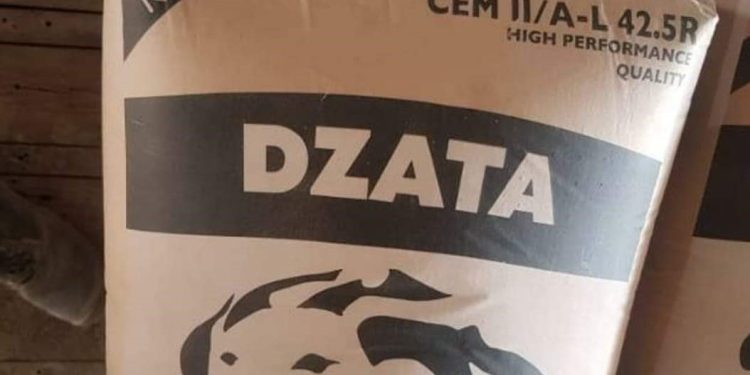 CEM II/A-L 42.5R
HIGH PERFORMANCE
QUALITY
DZATA